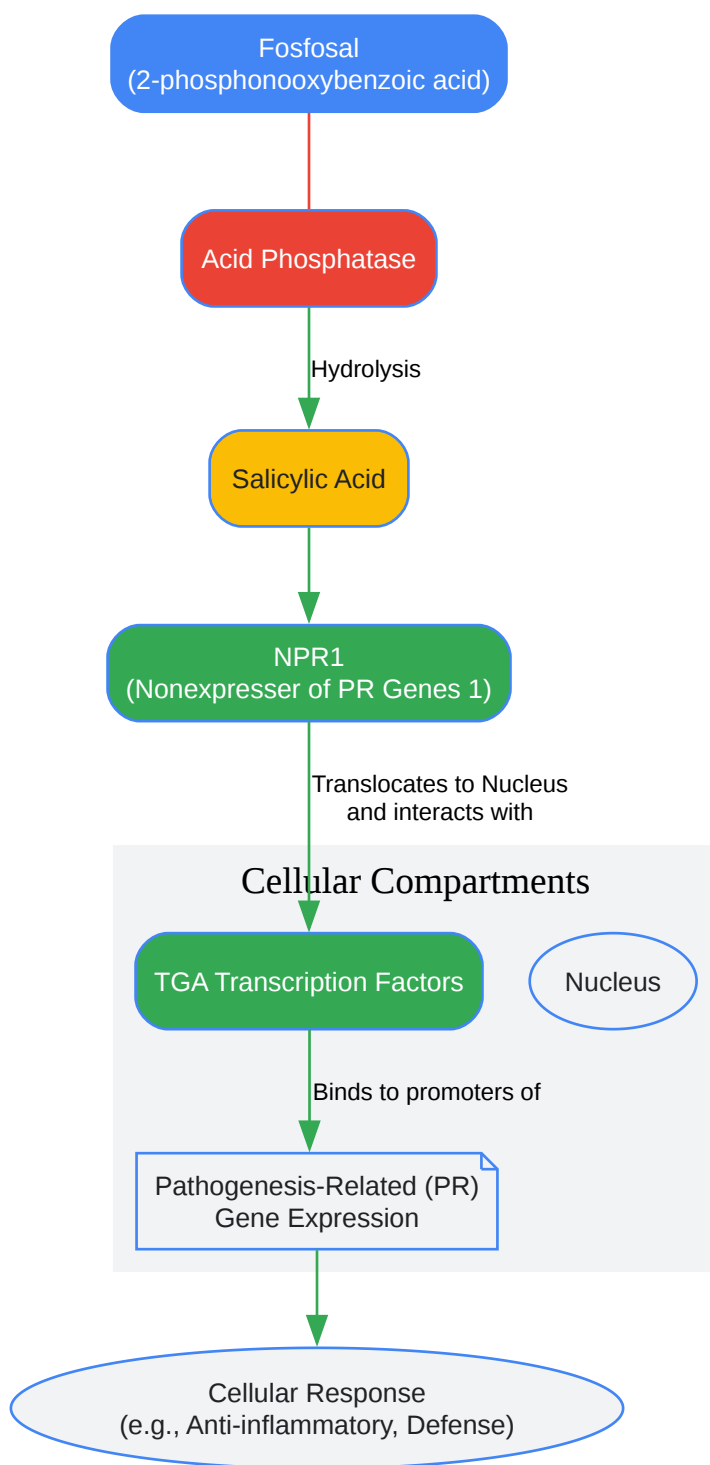 Fosfosal
(2-phosphonooxybenzoic acid)
Acid Phosphatase
Hydrolysis
Salicylic Acid
NPR1
(Nonexpresser of PR Genes 1)
Translocates to Nucleus
and interacts with
Cellular Compartments
TGA Transcription Factors
Nucleus
Binds to promoters of
Pathogenesis-Related (PR)
Gene Expression
Cellular Response
(e.g., Anti-inflammatory, Defense)